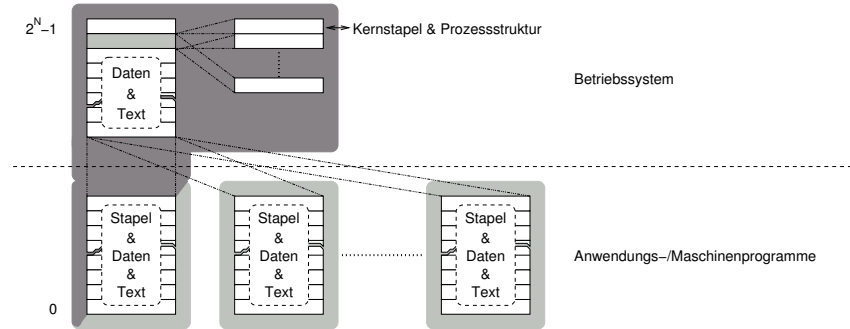 2^N–1
Kernstapel & Prozessstruktur
Daten
&
Text
Betriebssystem
Stapel
&
Daten
&
Text
Stapel
&
Daten
&
Text
Stapel
&
Daten
&
Text
Anwendungs–/Maschinenprogramme
0